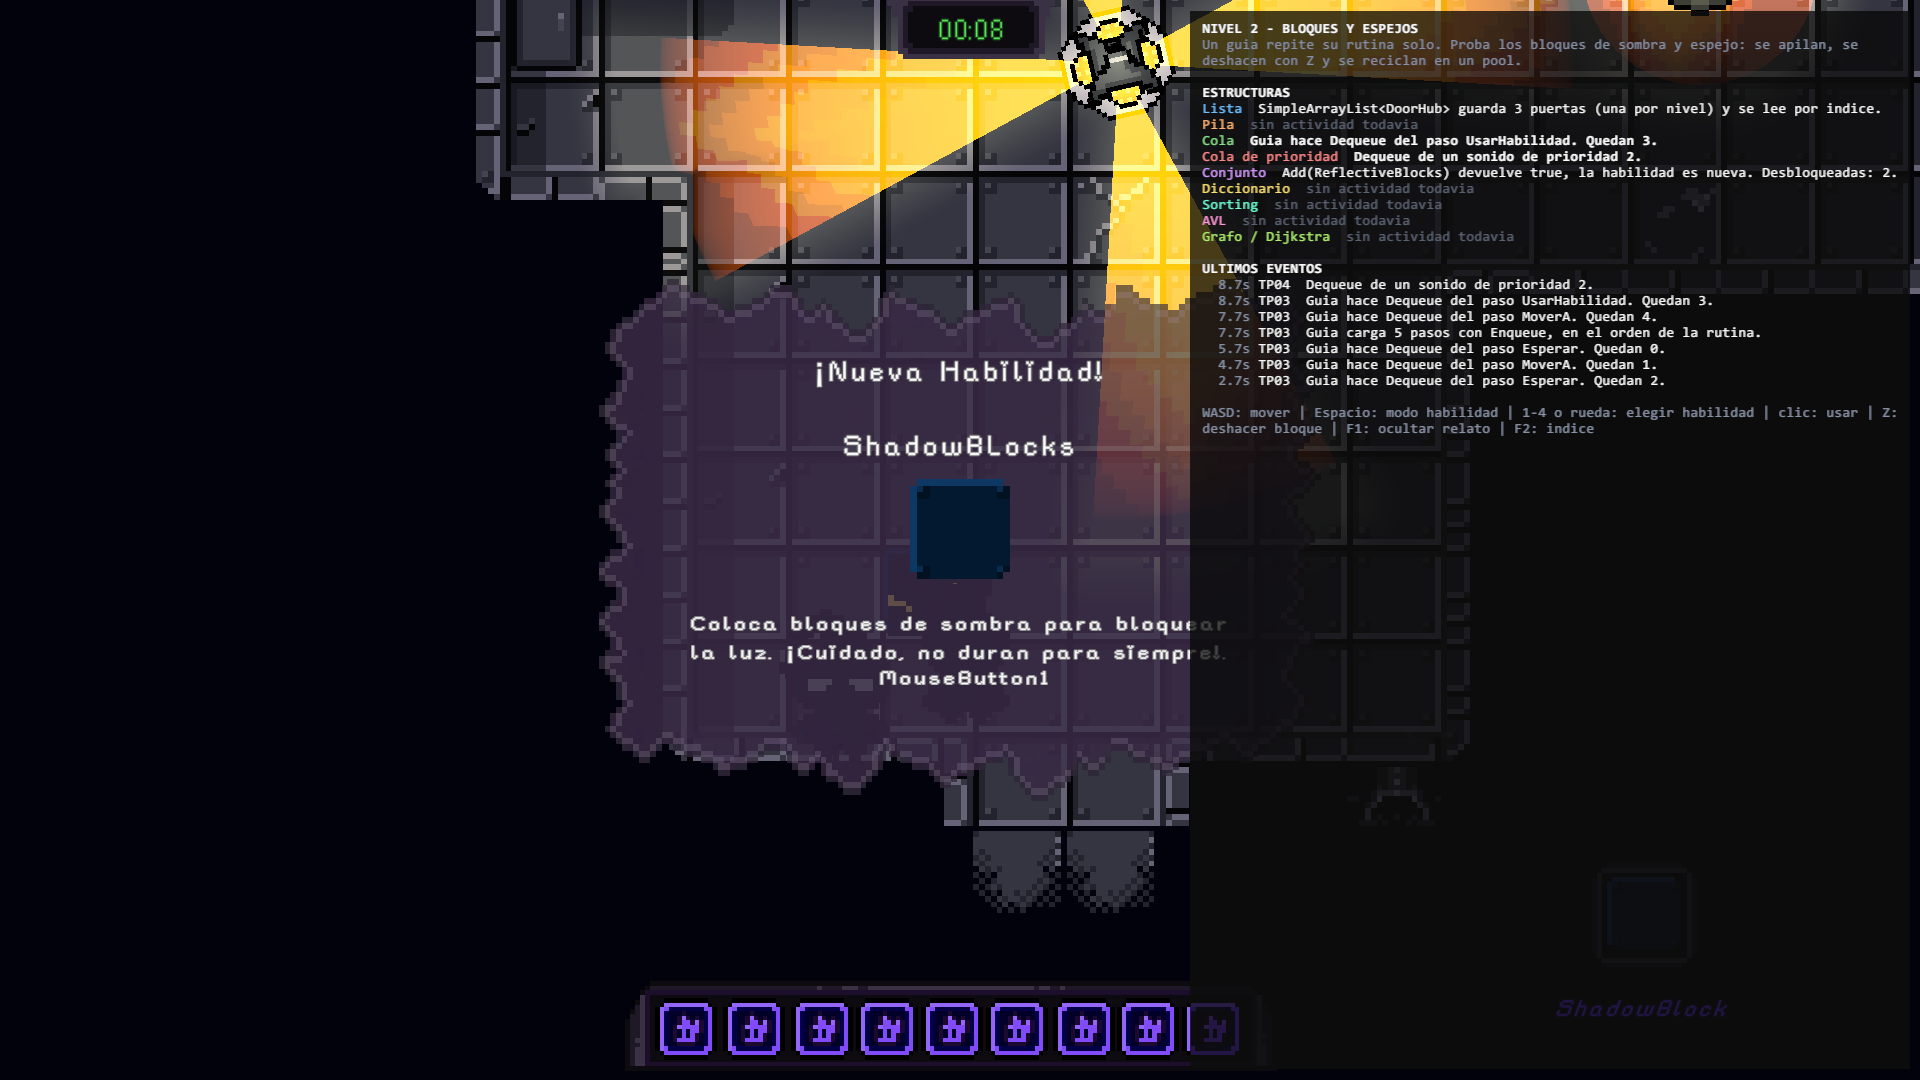 00:08
NIVEL 2 - BLOQUES Y ESPEJOS
Un guia repite su rutina solo. Proba los bloques de sombra y espejo: se apilan, se
deshacen con Z y se reciclan en un pool.
ESTRUCTURAS
Lista SimpleArrayList<DoorHub> guarda 3 puertas (una por nivel) y se lee por indice.
Pila sin actividad todavia
Cola Guia hace Dequeue del paso UsarHabilidad. Quedan 3.
Cola de prioridad Dequeue de un sonido de prioridad 2.
Conjunto Add(ReflectiveBlocks) devuelve true, la habilidad es nueva. Desbloqueadas: 2.
Diccionario sin actividad todavia
Sorting sin actividad todavia
AVL sin actividad todavia
Grafo / Dijkstra sin actividad todavia
ULTIMOS EVENTOS
8.7s TP04 Dequeue de un sonido de prioridad 2.
8.7s TP03 Guia hace Dequeue del paso UsarHabilidad. Quedan 3.
7.7s TP03 Guia hace Dequeue del paso MoverA. Quedan 4.
7.7s TP03 Guia carga 5 pasos con Enqueue, en el orden de la rutina.
5.7s TP03 Guia hace Dequeue del paso Esperar. Quedan 0.
4.7s TP03 Guia hace Dequeue del paso MoverA. Quedan 1.
2.7s TP03 Guia hace Dequeue del paso Esperar. Quedan 2.
WASD: mover | Espacio: modo habilidad | 1-4 o rueda: elegir habilidad | clic: usar | Z:
deshacer bloque | F1: ocultar relato | F2: indice
¡Nueva Habilidad!
ShadowBlocks
Coloca bloques de sombra para bloquear
la luz. ¡Cuidado, no duran para siempre!.
MouseButton1
ShadowBlock